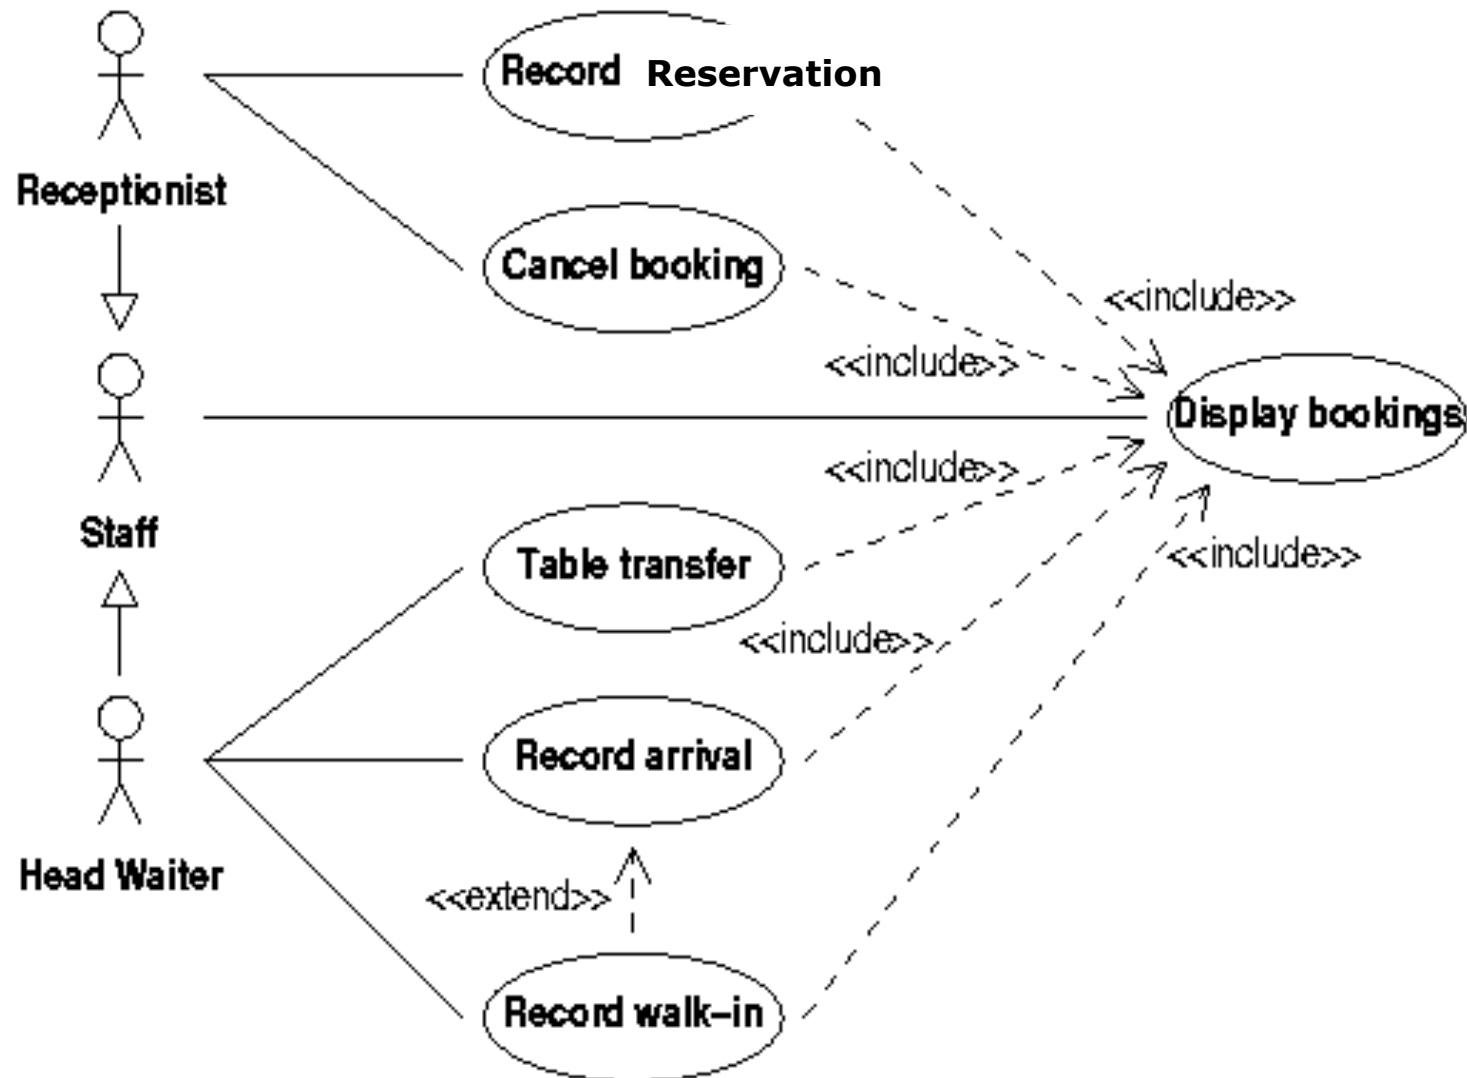 Record Reservation
Receptionist
Cancel booking
<<include>>
<<include>>
Display bookings
<<include>>
Staff
<<include>>
Table transfer
<<include>>
Record arrival
Head Waiter
<<extend>>
Record walk-in